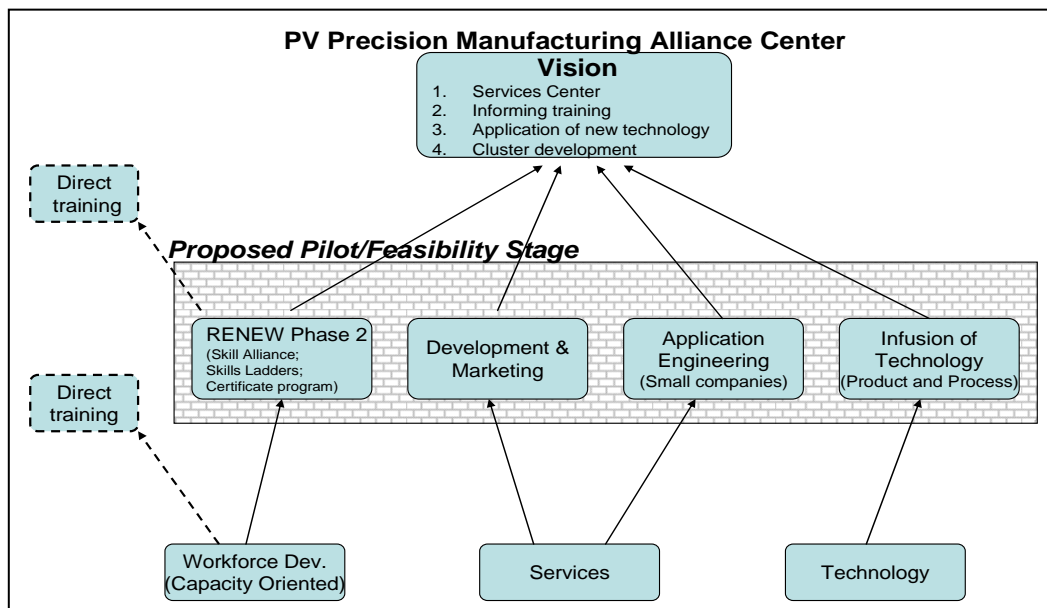 PV Precision Manufacturing Alliance Center
Vision
1. Services Center
2. Informing training
3. Application of new technology
4. Cluster development
Direct
training
Proposed Pilot/Feasibility Stage
RENEW Phase 2
(Skill Alliance;
Skills Ladders;
Certificate program)
Development &
Marketing
Application
Engineering
(Small companies)
Infusion of
Technology
(Product and Process)
Direct
training
Workforce Dev.
(Capacity Oriented)
Services
Technology